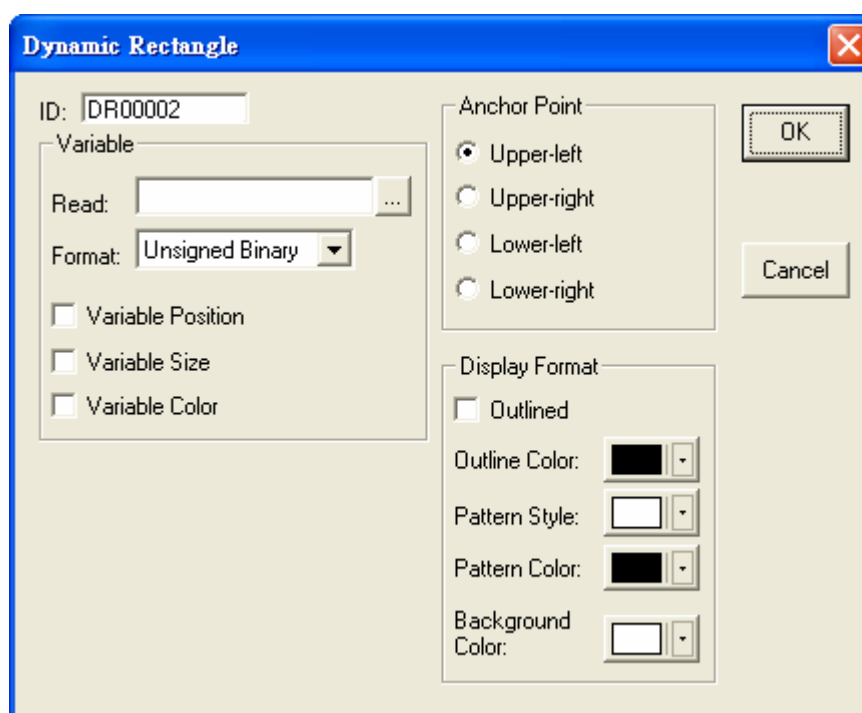 Dynamic Rectangle
ID: DR00002
Variable
Read: ...
Format: Unsigned Binary
Variable Position
Variable Size
Variable Color
Anchor Point
Upper-left
Upper-right
Lower-left
Lower-right
Display Format
Outlined
Outline Color:
Pattern Style:
Pattern Color:
Background
Color:
OK
Cancel